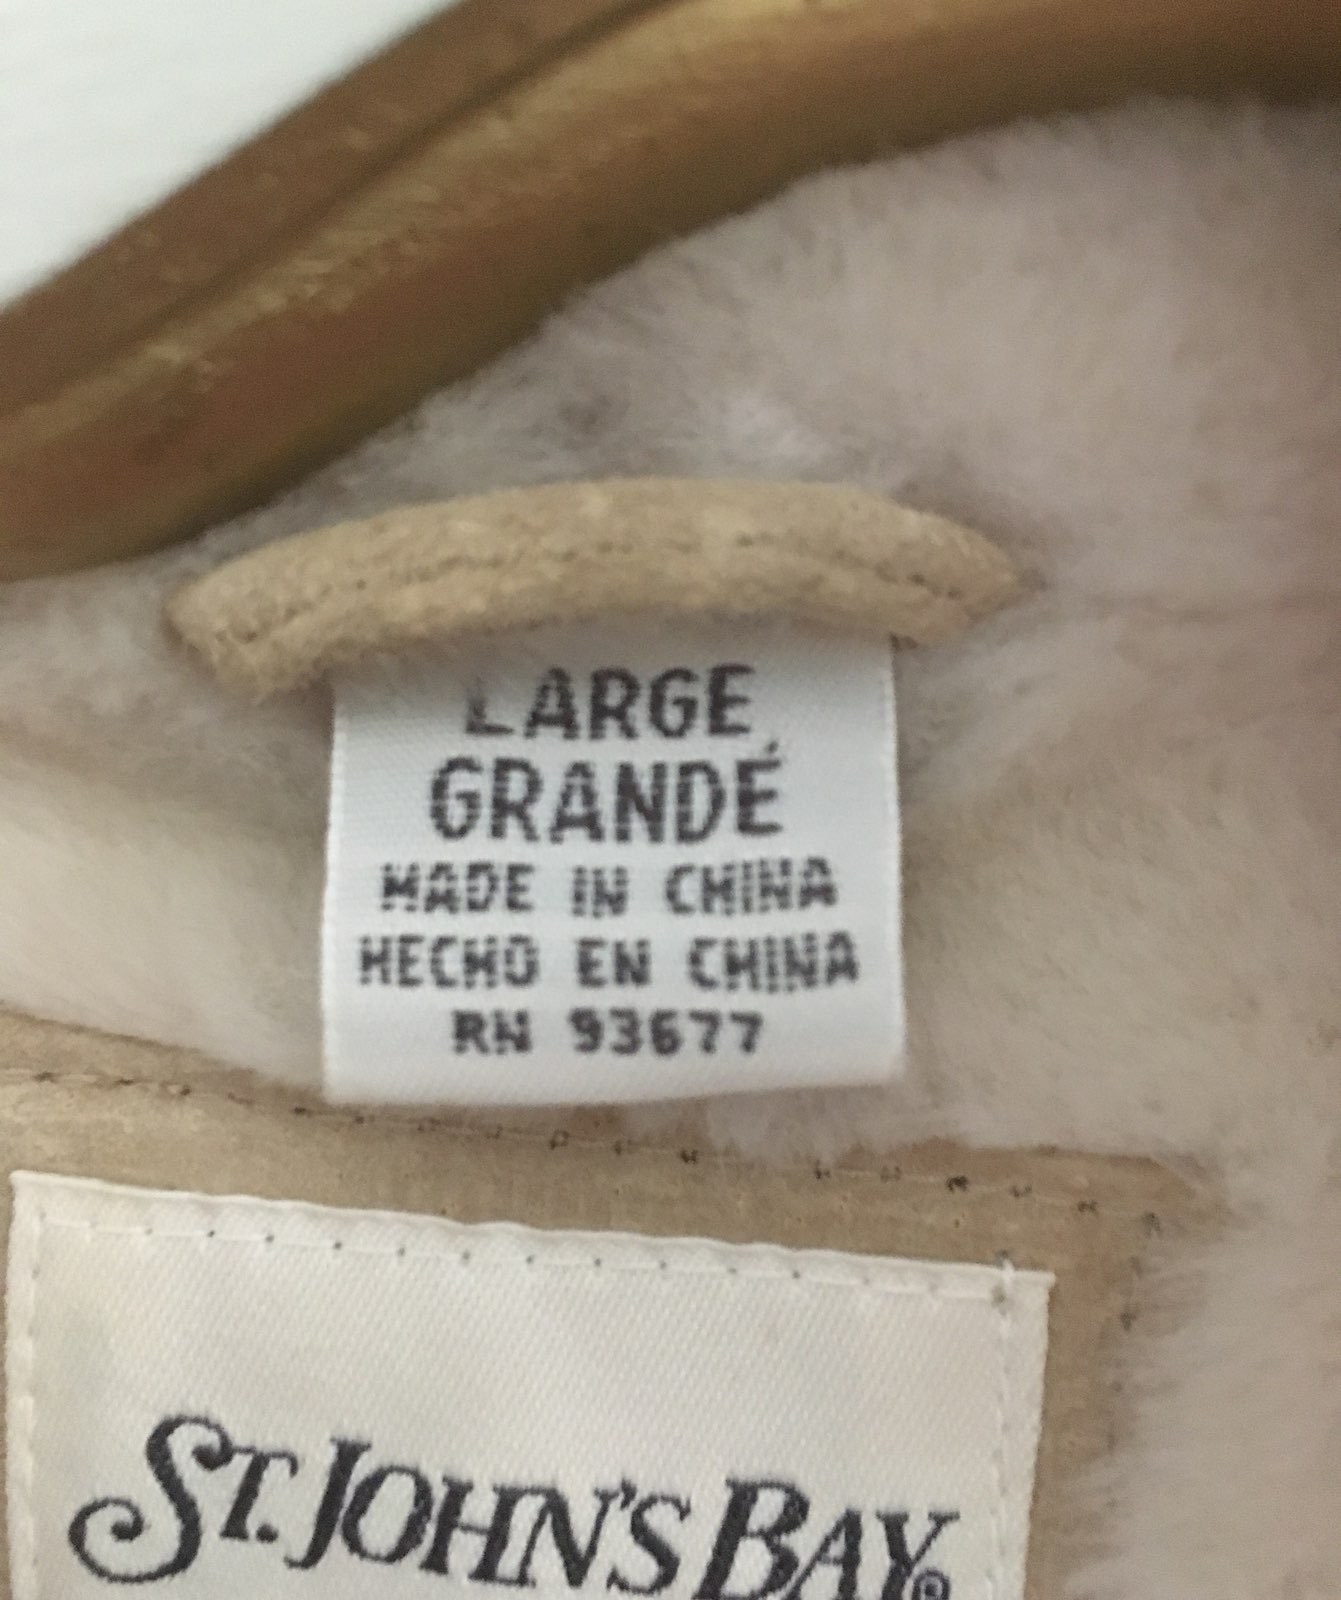 LARGE
GRANDÉ
MADE IN CHINA
HECHO EN CHINA
RN 93677
ST. JOHN'S BAY®